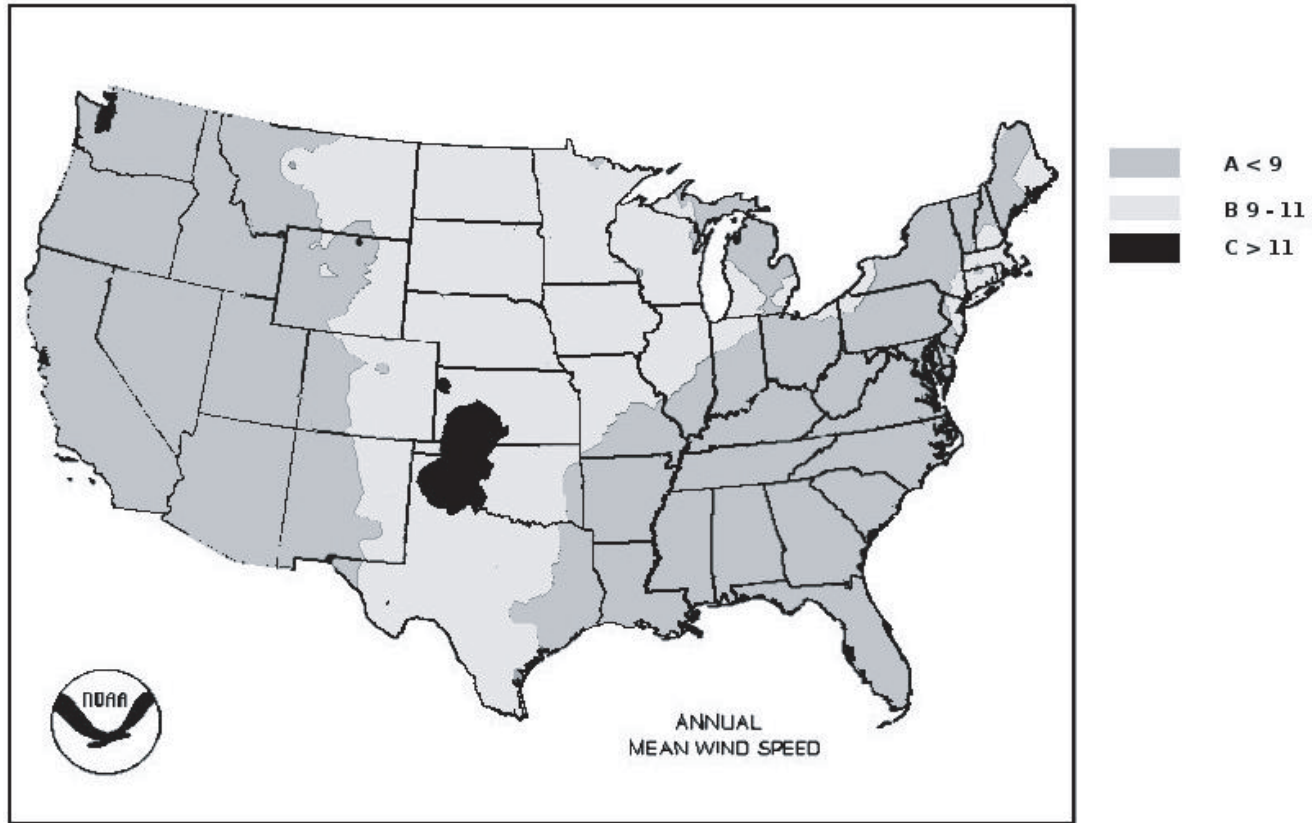 A < 9
B 9 - 11
C > 11
NOAA
ANNUAL
MEAN WIND SPEED